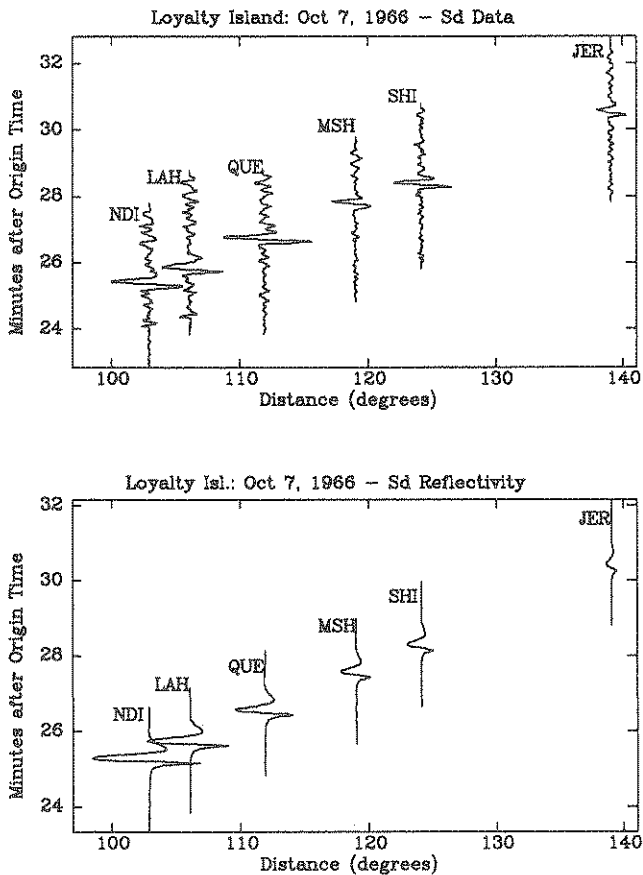 Loyalty Island: Oct 7, 1966 – Sd Data
32
30
28
26
24
Minutes after Origin Time
NDI
LAH
QUE
MSH
SHI
JER
100 110 120 130 140
Distance (degrees)
Loyalty Isl.: Oct 7, 1966 – Sd Reflectivity
32
30
28
26
24
Minutes after Origin Time
NDI
LAH
QUE
MSH
SHI
JER
100 110 120 130 140
Distance (degrees)